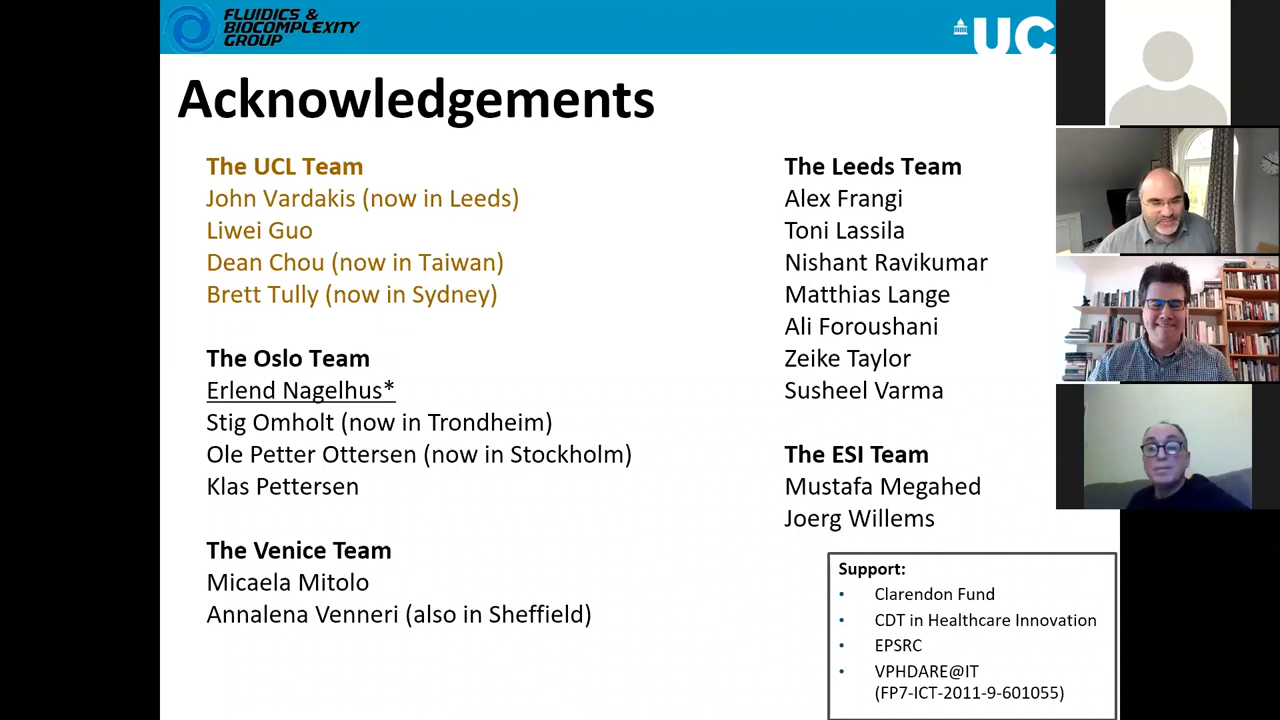 FLUIDICS &
BIOCOMPLEXITY
GROUP
UC
Acknowledgements
The UCL Team
John Vardakis (now in Leeds)
Liwei Guo
Dean Chou (now in Taiwan)
Brett Tully (now in Sydney)
The Oslo Team
Erlend Nagelhus*
Stig Omholt (now in Trondheim)
Ole Petter Ottersen (now in Stockholm)
Klas Pettersen
The Venice Team
Micaela Mitolo
Annalena Venneri (also in Sheffield)
The Leeds Team
Alex Frangi
Toni Lassila
Nishant Ravikumar
Matthias Lange
Ali Foroushani
Zeike Taylor
Susheel Varma
The ESI Team
Mustafa Megahed
Joerg Willems
Support:
• Clarendon Fund
• CDT in Healthcare Innovation
• EPSRC
• VPHDARE@IT
(FP7-ICT-2011-9-601055)